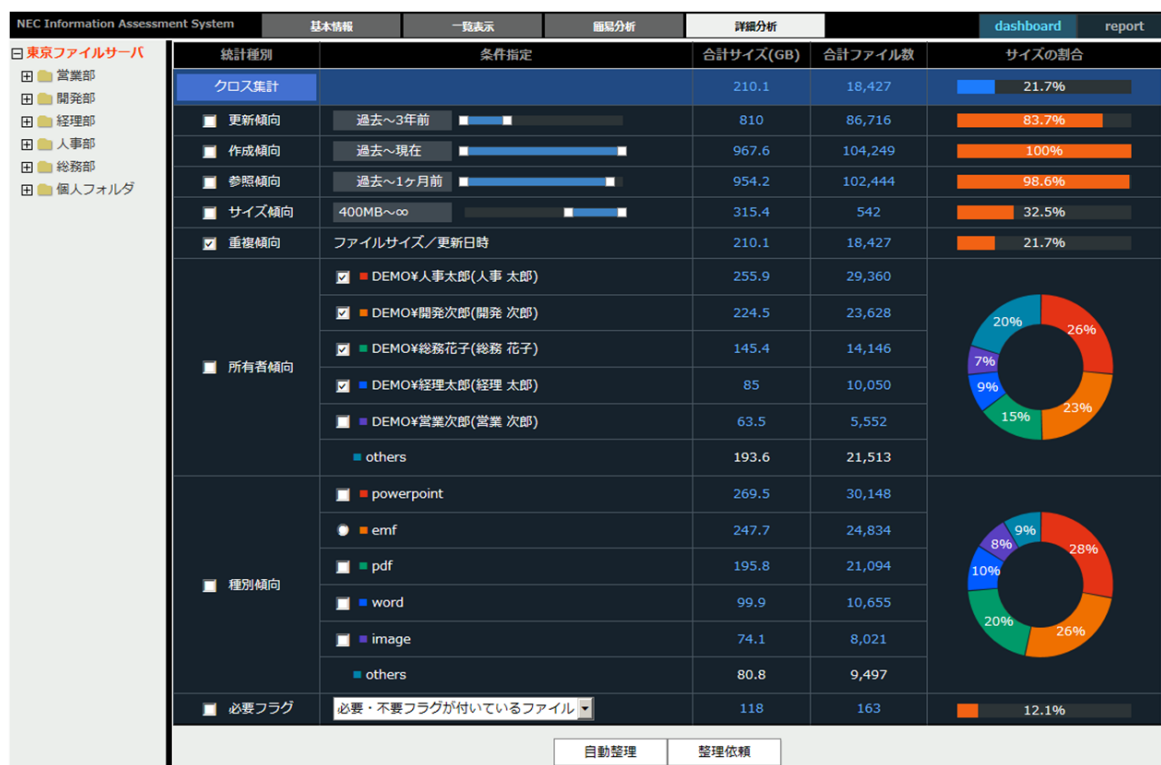 NEC Information Assessment System 基本情報 一覧表示 簡易分析 詳細分析 dashboard report
東京ファイルサーバ
営業部
開発部
経理部
人事部
総務部
個人フォルダ
統計種別 条件指定 合計サイズ(GB) 合計ファイル数 サイズの割合
クロス集計 210.1 18,427 21.7%
更新傾向 過去～3年前 810 86,716 83.7%
作成傾向 過去～現在 967.6 104,249 100%
参照傾向 過去～1ヶ月前 954.2 102,444 98.6%
サイズ傾向 400MB～∞ 315.4 542 32.5%
重複傾向 ファイルサイズ／更新日時 210.1 18,427 21.7%
所有者傾向
DEMO¥人事太郎(人事 太郎) 255.9 29,360
DEMO¥開発次郎(開発 次郎) 224.5 23,628
DEMO¥総務花子(総務 花子) 145.4 14,146
DEMO¥経理太郎(経理 太郎) 85 10,050
DEMO¥営業次郎(営業 次郎) 63.5 5,552
others 193.6 21,513
20%
26%
7%
9%
23%
15%
種別傾向
powerpoint 269.5 30,148
emf 247.7 24,834
pdf 195.8 21,094
word 99.9 10,655
image 74.1 8,021
others 80.8 9,497
9%
8%
28%
10%
20%
26%
必要フラグ 必要・不要フラグが付いているファイル 118 163 12.1%
自動整理 整理依頼